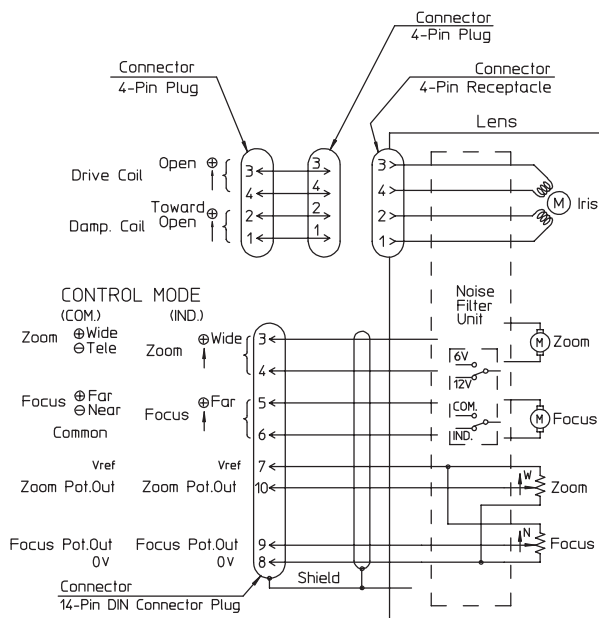 Connector
4-Pin Plug
Connector
4-Pin Plug
Connector
4-Pin Receptacle
Lens
Drive Coil
Open ⊕
Damp. Coil
Toward ⊕
Open
3
4
2
1
3
4
2
1
3
4
2
1
M
Iris
CONTROL MODE
(COM.) (IND.)
Zoom ⊕Wide
⊖Tele
Zoom ⊕Wide
3
4
Focus ⊕Far
⊖Near
Common
Focus ⊕Far
5
6
Noise
Filter
Unit
6V
12V
COM.
IND.
M
Zoom
M
Focus
Vref Vref 7
Zoom Pot.Out Zoom Pot.Out 10
W
Zoom
Focus Pot.Out Focus Pot.Out 9
N
Focus
0V 0V 8
Shield
Connector
14-Pin DIN Connector Plug